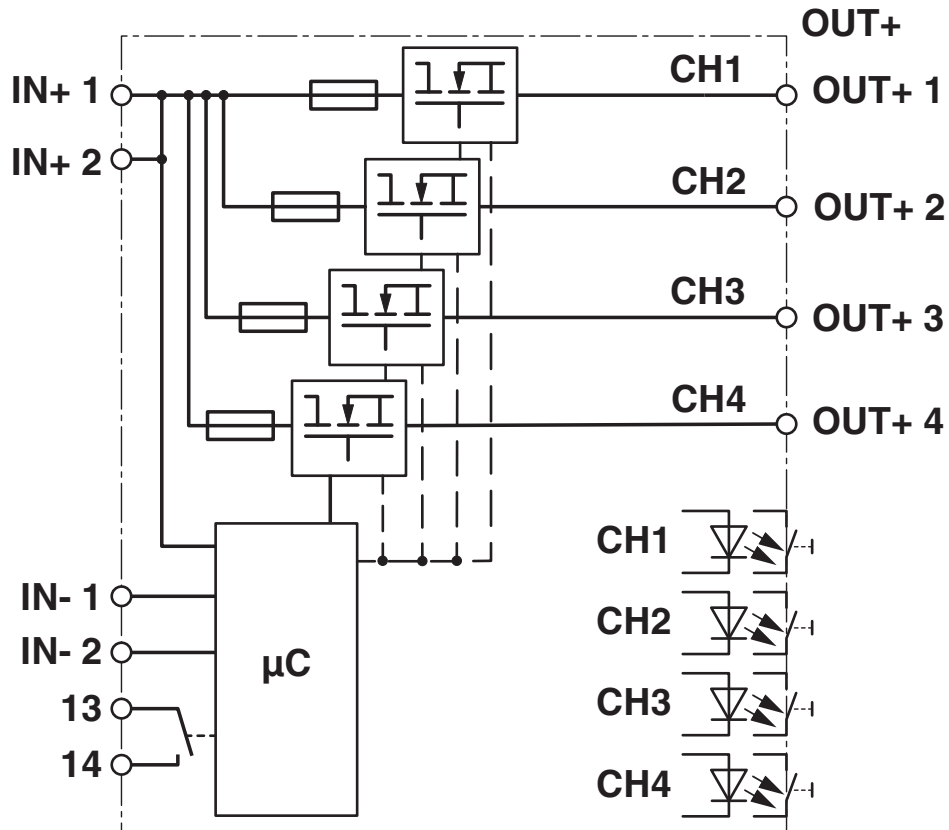 OUT+
IN+ 1
CH1
OUT+ 1
IN+ 2
CH2
OUT+ 2
CH3
OUT+ 3
CH4
OUT+ 4
CH1
IN- 1
CH2
IN- 2
µC
13
CH3
14
CH4